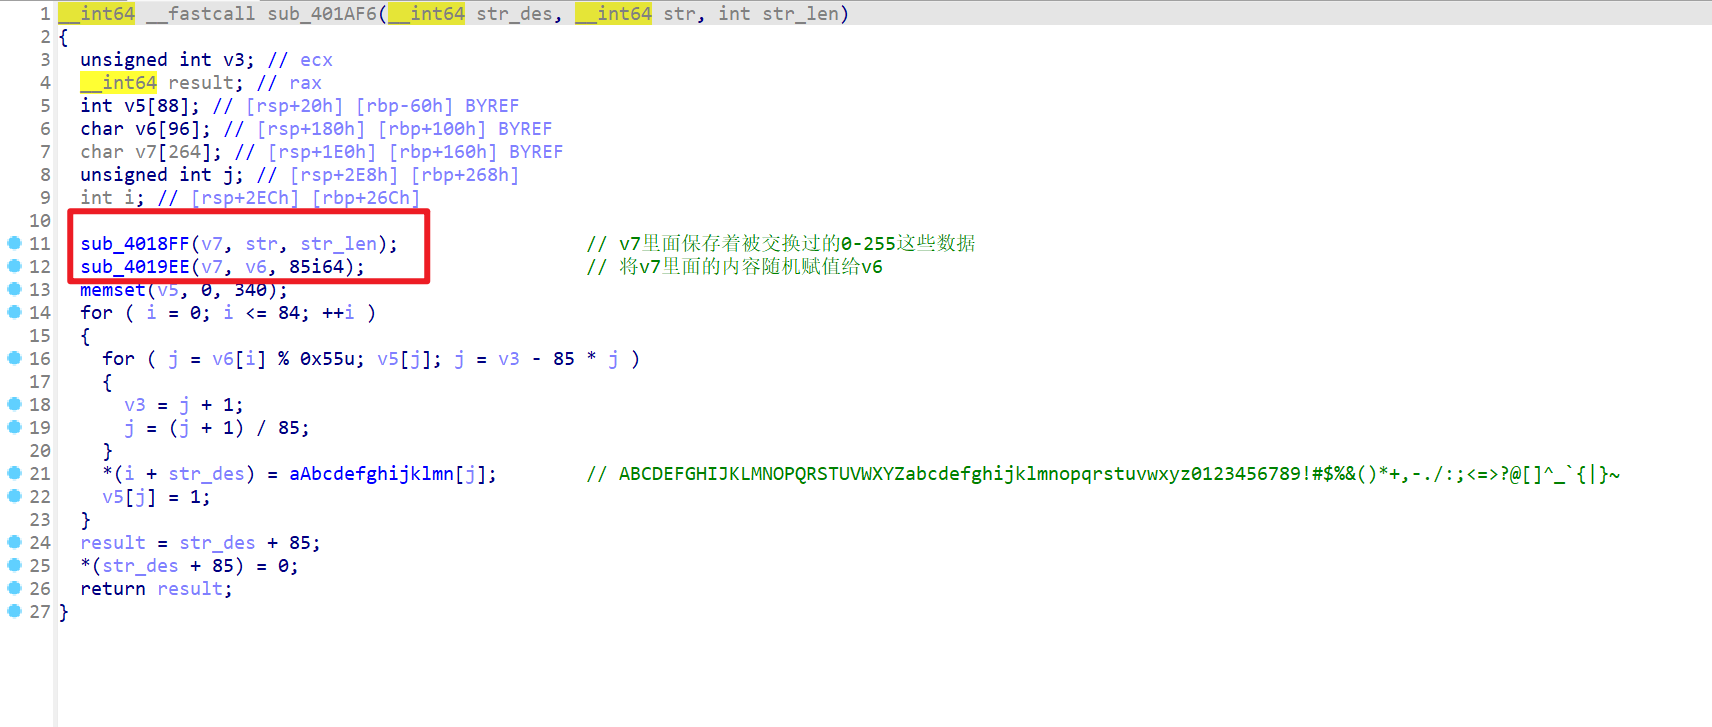 1 __int64 __fastcall sub_401AF6(__int64 str_des, __int64 str, int str_len)
2 {
3 unsigned int v3; // ecx
4 __int64 result; // rax
5 int v5[88]; // [rsp+20h] [rbp-60h] BYREF
6 char v6[96]; // [rsp+180h] [rbp+100h] BYREF
7 char v7[264]; // [rsp+1E0h] [rbp+160h] BYREF
8 unsigned int j; // [rsp+2E8h] [rbp+268h]
9 int i; // [rsp+2ECh] [rbp+26Ch]
10
11 sub_4018FF(v7, str, str_len); // v7里面保存着被交换过的0-255这些数据
12 sub_4019EE(v7, v6, 85i64); // 将v7里面的内容随机赋值给v6
13 memset(v5, 0, 340);
14 for ( i = 0; i <= 84; ++i )
15 {
16 for ( j = v6[i] % 0x55u; v5[j]; j = v3 - 85 * j )
17 {
18 v3 = j + 1;
19 j = (j + 1) / 85;
20 }
21 *(i + str_des) = aAbcdefghijklmn[j]; // ABCDEFGHIJKLMNOPQRSTUVWXYZabcdefghijklmnopqrstuvwxyz0123456789!#$%&()*+,-./:;<=>?@[]^_`{|}~
22 v5[j] = 1;
23 }
24 result = str_des + 85;
25 *(str_des + 85) = 0;
26 return result;
27 }